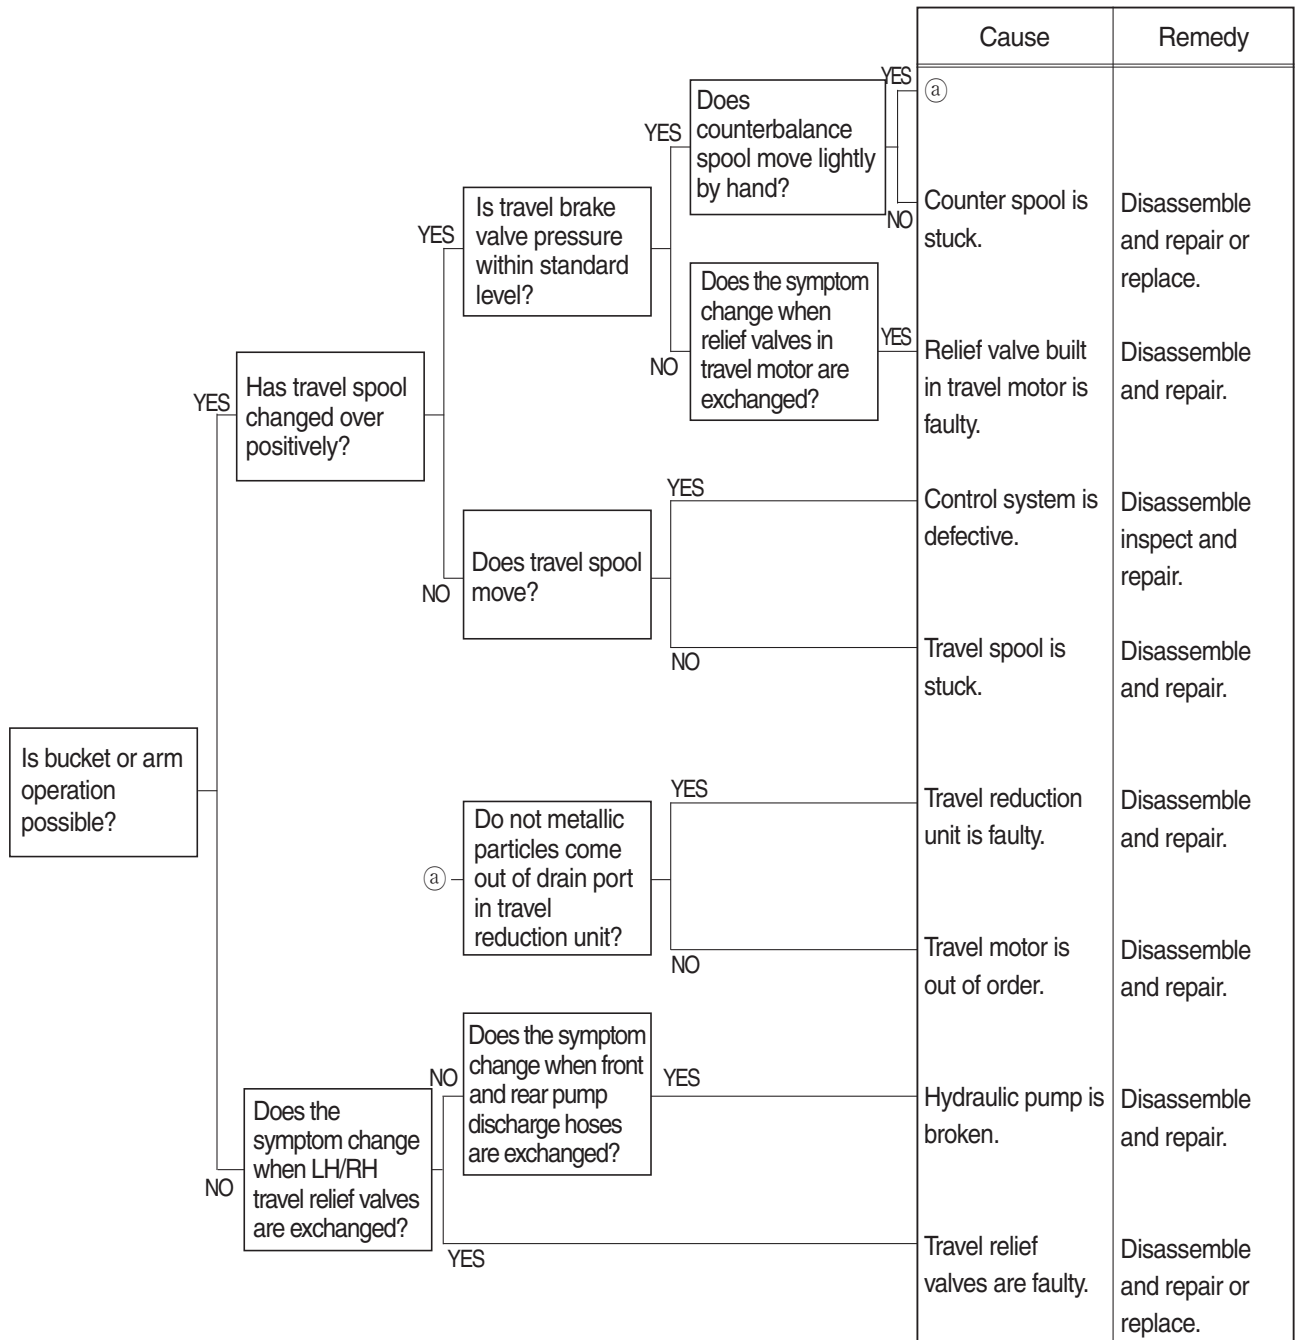 Cause
Remedy
Is bucket or arm
operation
possible?
YES
Has travel spool
changed over
positively?
YES
Is travel brake
valve pressure
within standard
level?
YES
Does
counterbalance
spool move lightly
by hand?
YES
ⓐ
NO
Counter spool is
stuck.
Disassemble
and repair or
replace.
NO
Does the symptom
change when
relief valves in
travel motor are
exchanged?
YES
Relief valve built
in travel motor is
faulty.
Disassemble
and repair.
NO
Does travel spool
move?
YES
Control system is
defective.
Disassemble
inspect and
repair.
NO
Travel spool is
stuck.
Disassemble
and repair.
ⓐ
Do not metallic
particles come
out of drain port
in travel
reduction unit?
YES
Travel reduction
unit is faulty.
Disassemble
and repair.
NO
Travel motor is
out of order.
Disassemble
and repair.
NO
Does the
symptom change
when LH/RH
travel relief valves
are exchanged?
NO
Does the symptom
change when front
and rear pump
discharge hoses
are exchanged?
YES
Hydraulic pump is
broken.
Disassemble
and repair.
YES
Travel relief
valves are faulty.
Disassemble
and repair or
replace.